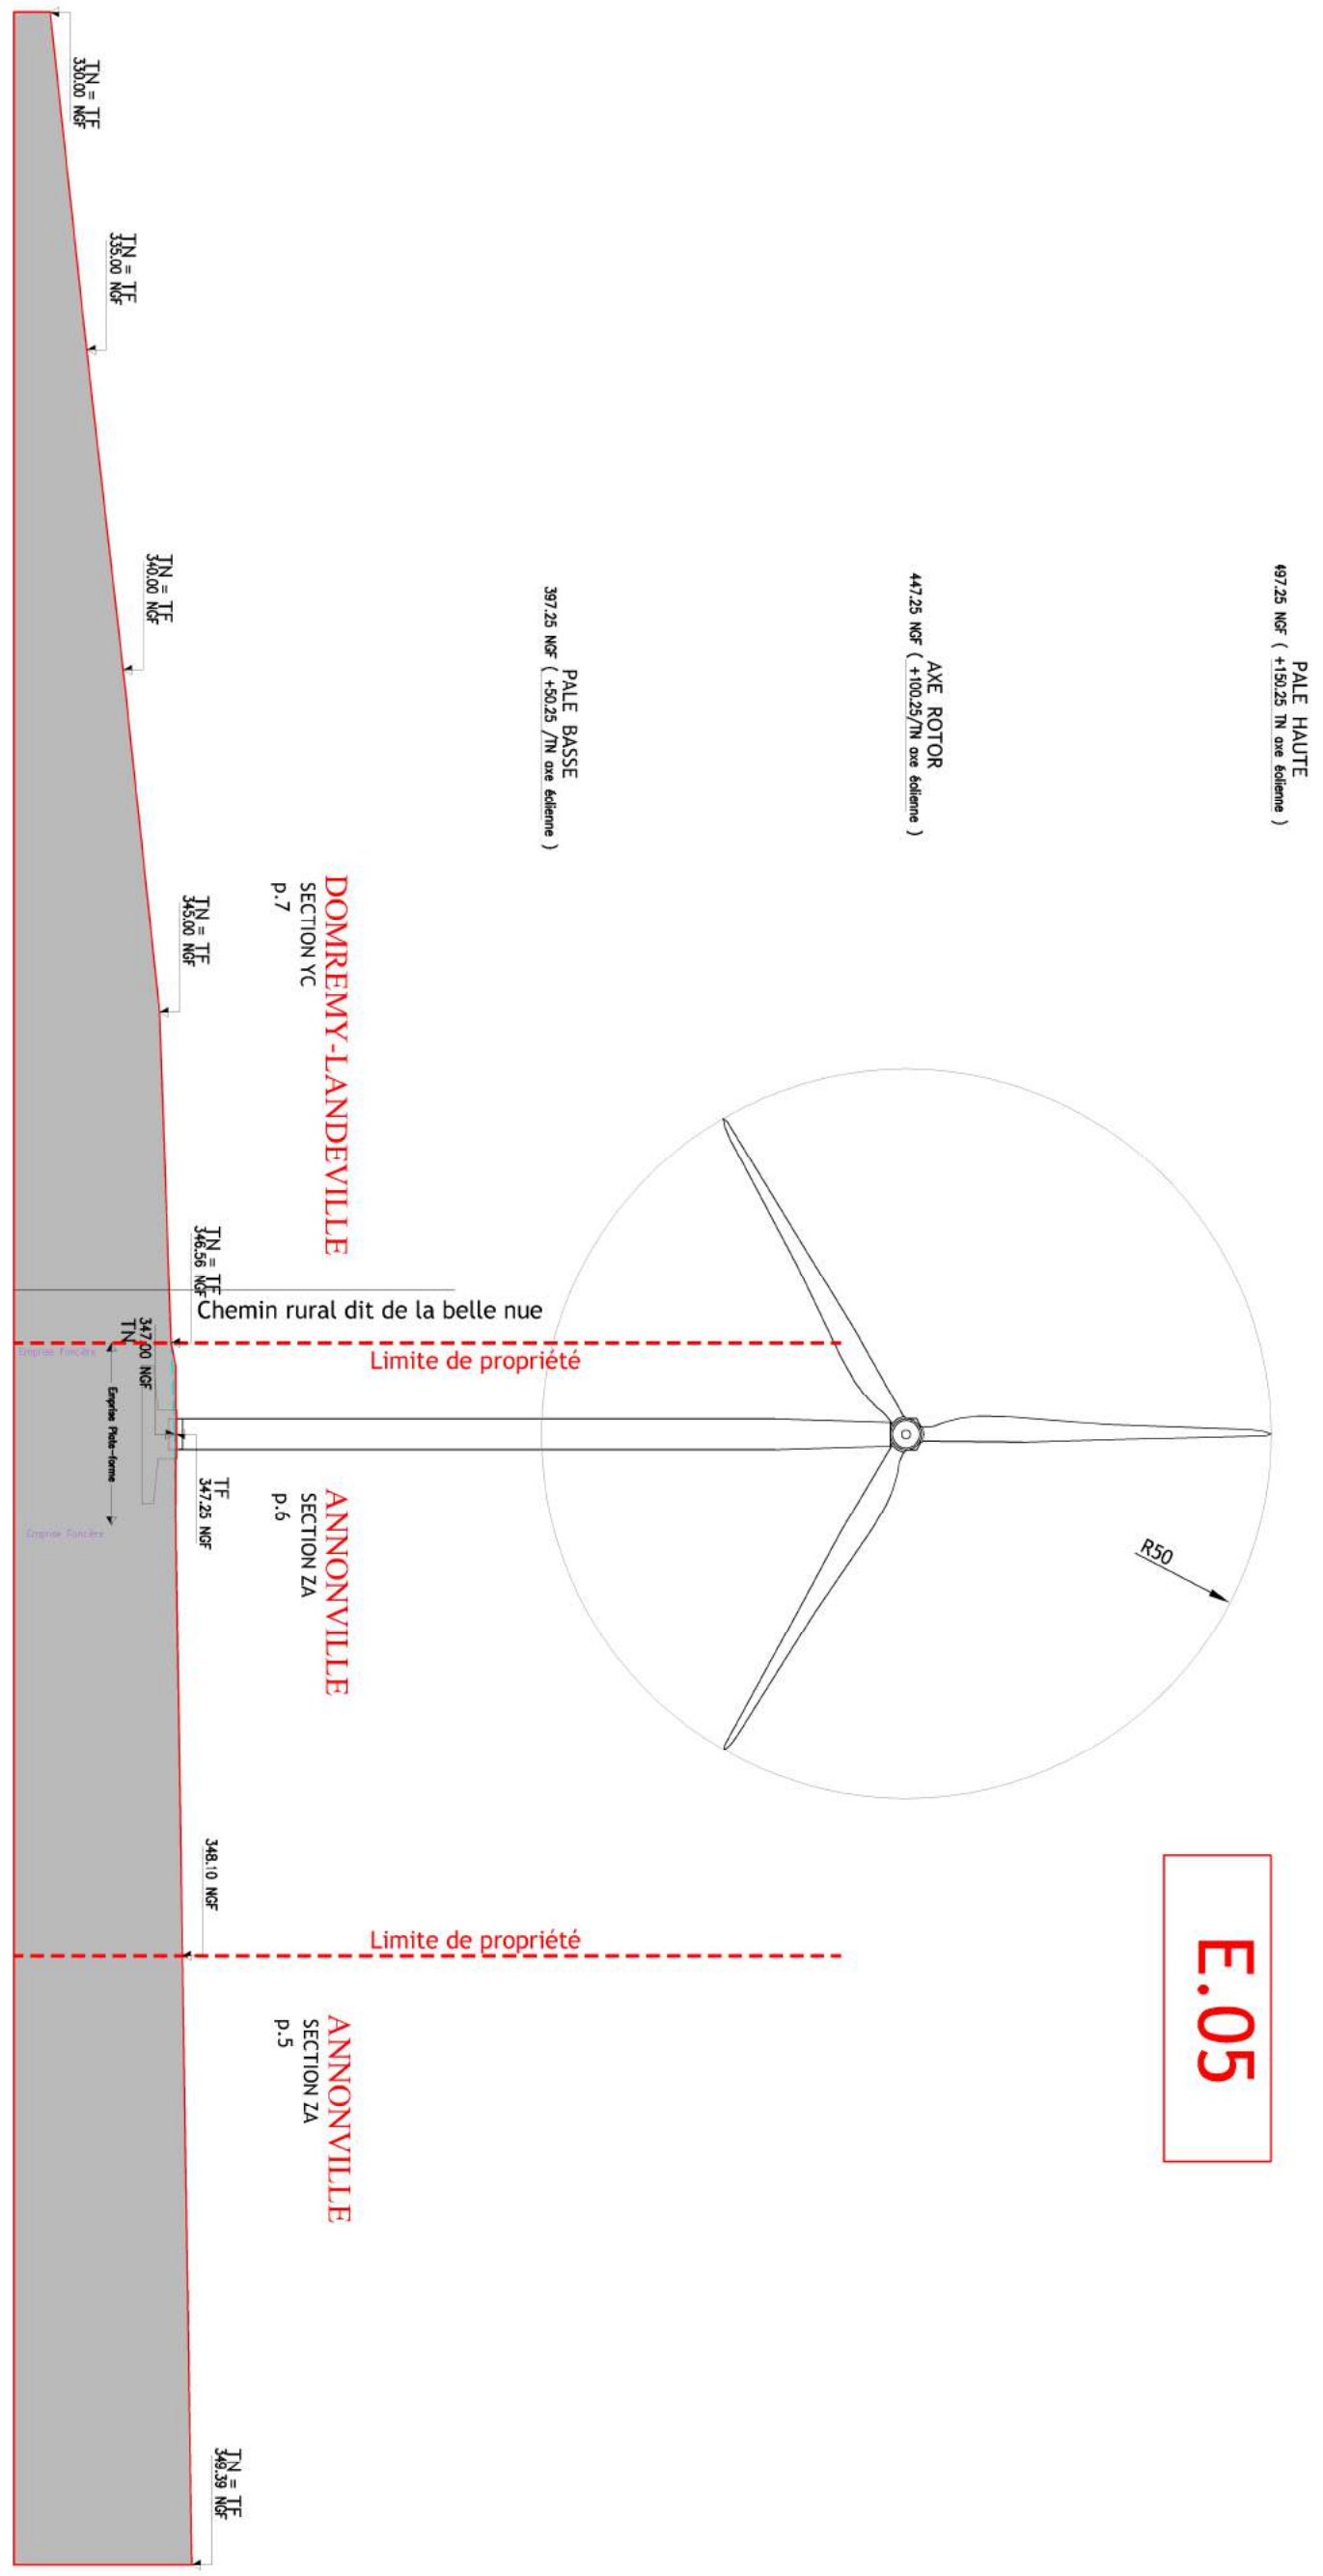 PALE HAUTE
497.25 NGF ( +150.25 TN axe éolienne )
AXE ROTOR
447.25 NGF ( +100.25/TN axe éolienne )
PALE BASSE
397.25 NGF ( +50.25 /TN axe éolienne )
R50
E.05
DOMREMY-LANDEVILLE
SECTION YC
p.7
ANNONVILLE
SECTION ZA
p.6
ANNONVILLE
SECTION ZA
p.5
Chemin rural dit de la belle nue
Limite de propriété
Limite de propriété
TN = TF
330.00 NGF
TN = TF
335.00 NGF
TN = TF
340.00 NGF
TN = TF
345.00 NGF
TN = TF
346.56 NGF
347.00 NGF
TN
TF
347.25 NGF
348.10 NGF
TN = TF
349.39 NGF
Emprise Foncière
Emprise Plate-forme
Emprise Foncière